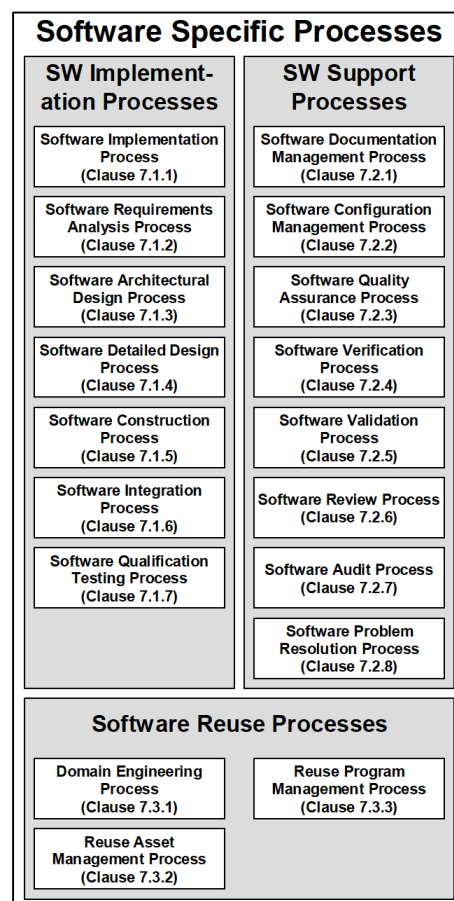 Software Specific Processes
SW Implement-
ation Processes
Software Implementation
Process
(Clause 7.1.1)
Software Requirements
Analysis Process
(Clause 7.1.2)
Software Architectural
Design Process
(Clause 7.1.3)
Software Detailed Design
Process
(Clause 7.1.4)
Software Construction
Process
(Clause 7.1.5)
Software Integration
Process
(Clause 7.1.6)
Software Qualification
Testing Process
(Clause 7.1.7)
SW Support
Processes
Software Documentation
Management Process
(Clause 7.2.1)
Software Configuration
Management Process
(Clause 7.2.2)
Software Quality
Assurance Process
(Clause 7.2.3)
Software Verification
Process
(Clause 7.2.4)
Software Validation
Process
(Clause 7.2.5)
Software Review Process
(Clause 7.2.6)
Software Audit Process
(Clause 7.2.7)
Software Problem
Resolution Process
(Clause 7.2.8)
Software Reuse Processes
Domain Engineering
Process
(Clause 7.3.1)
Reuse Asset
Management Process
(Clause 7.3.2)
Reuse Program
Management Process
(Clause 7.3.3)